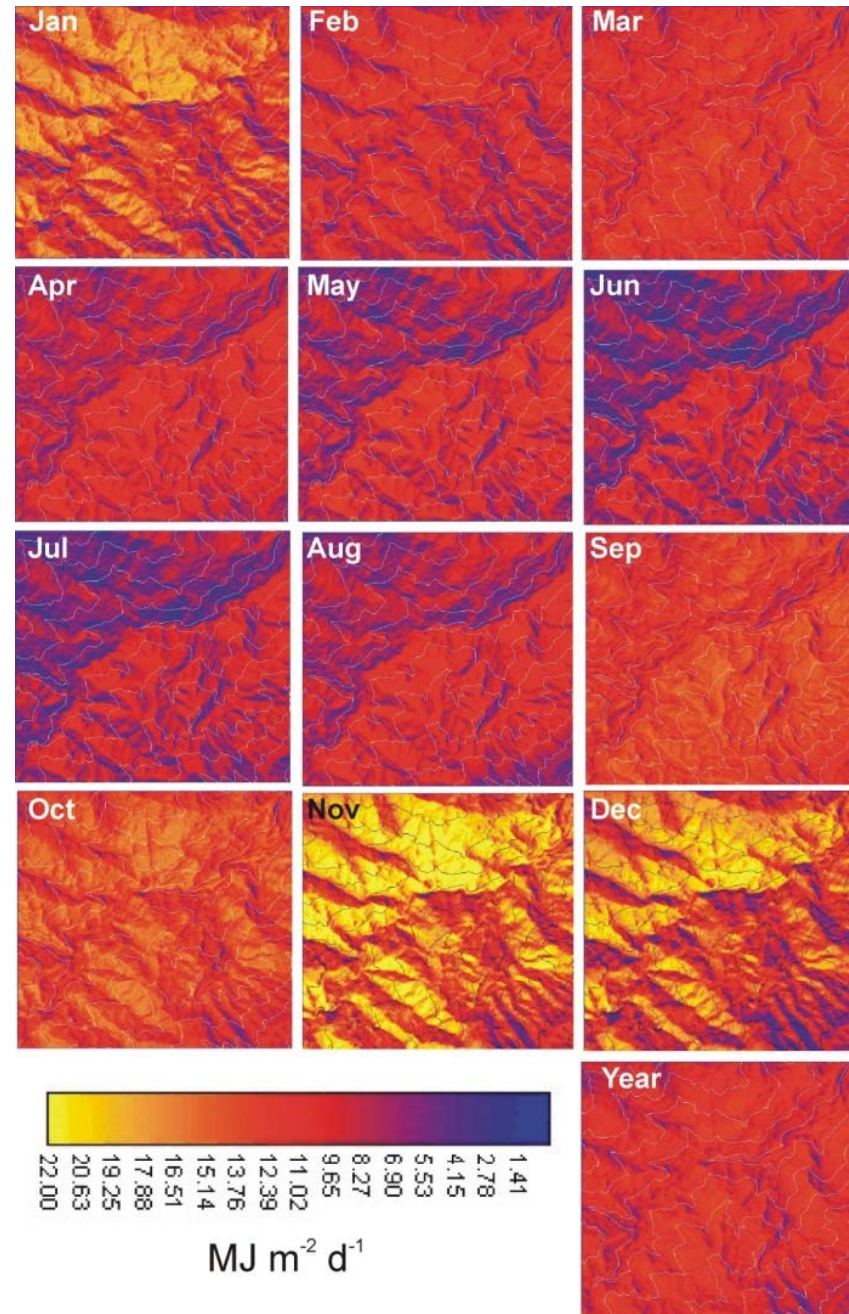 Jan Feb Mar
Apr May Jun
Jul Aug Sep
Oct Nov Dec
Year
22.00 20.63 19.25 17.88 16.51 15.14 13.76 12.39 11.02 9.65 8.27 6.90 5.53 4.15 2.78 1.41
MJ m⁻² d⁻¹